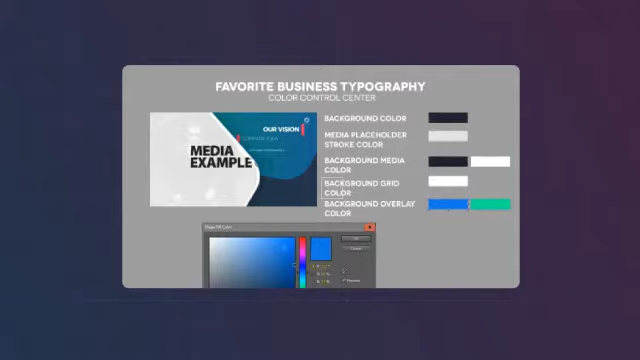 FAVORITE BUSINESS TYPOGRAPHY
COLOR CONTROL CENTER
OUR VISION
MEDIA
EXAMPLE
BACKGROUND COLOR
MEDIA PLACEHOLDER
STROKE COLOR
BACKGROUND MEDIA
COLOR
BACKGROUND GRID
COLOR
BACKGROUND OVERLAY
COLOR